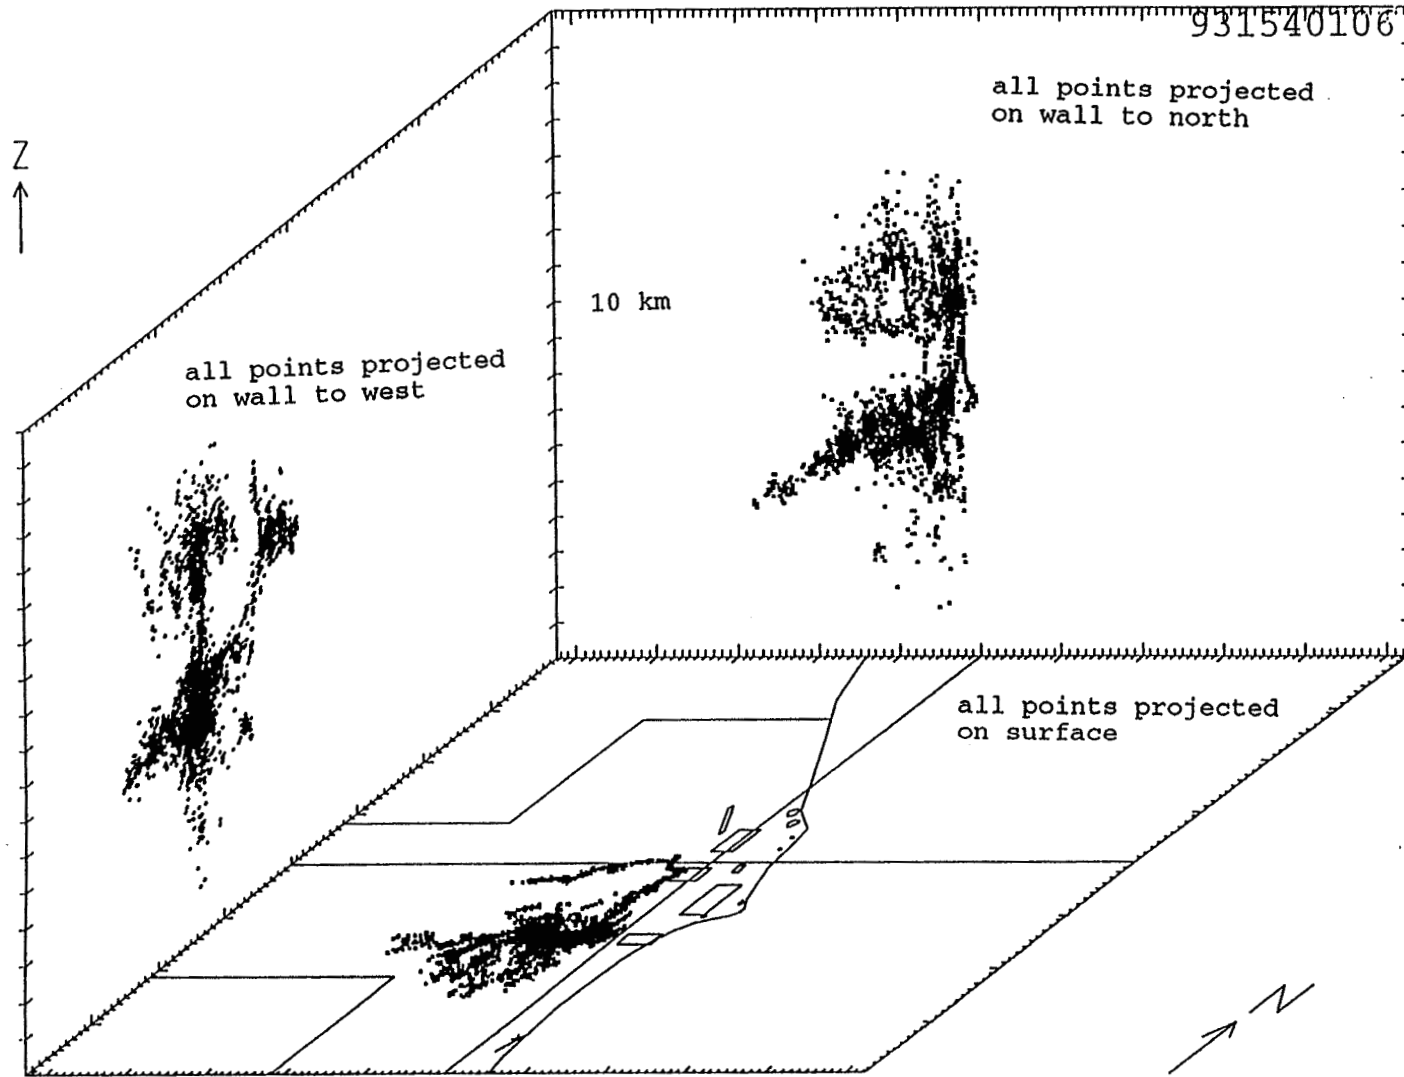 931540106
all points projected
on wall to north
Z
10 km
all points projected
on wall to west
all points projected
on surface
N